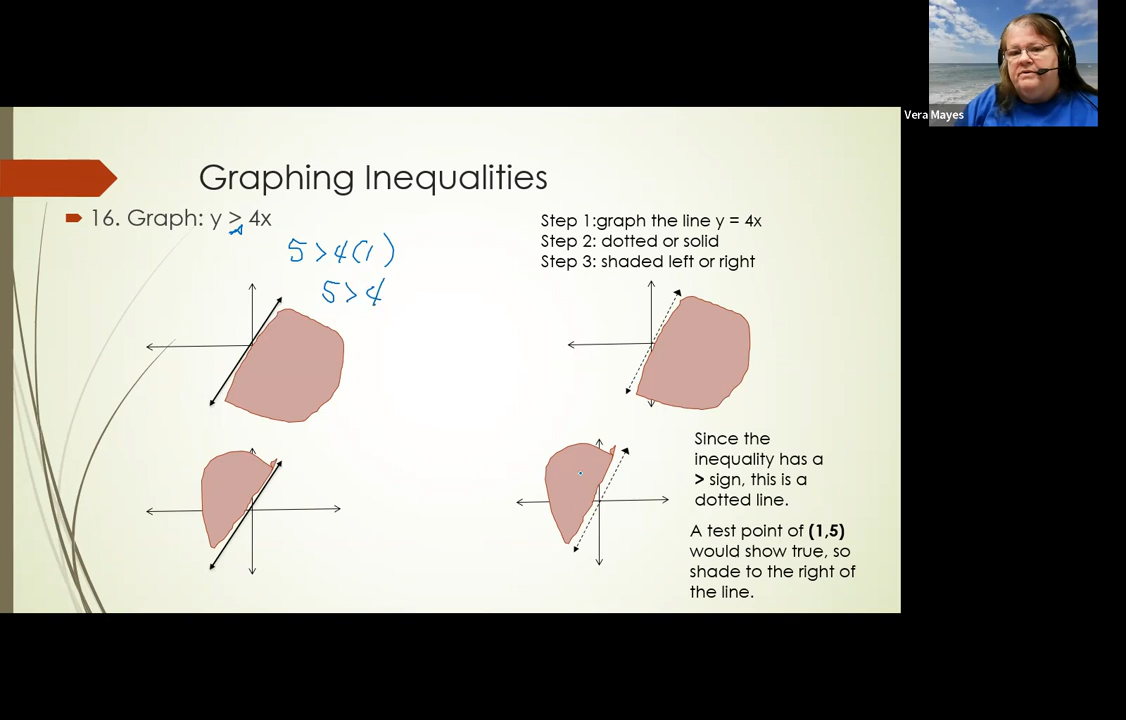 Vera Mayes
Graphing Inequalities
16. Graph: y > 4x
5 > 4(1)
5 > 4
Step 1:graph the line y = 4x
Step 2: dotted or solid
Step 3: shaded left or right
Since the
inequality has a
> sign, this is a
dotted line.
A test point of (1,5)
would show true, so
shade to the right of
the line.